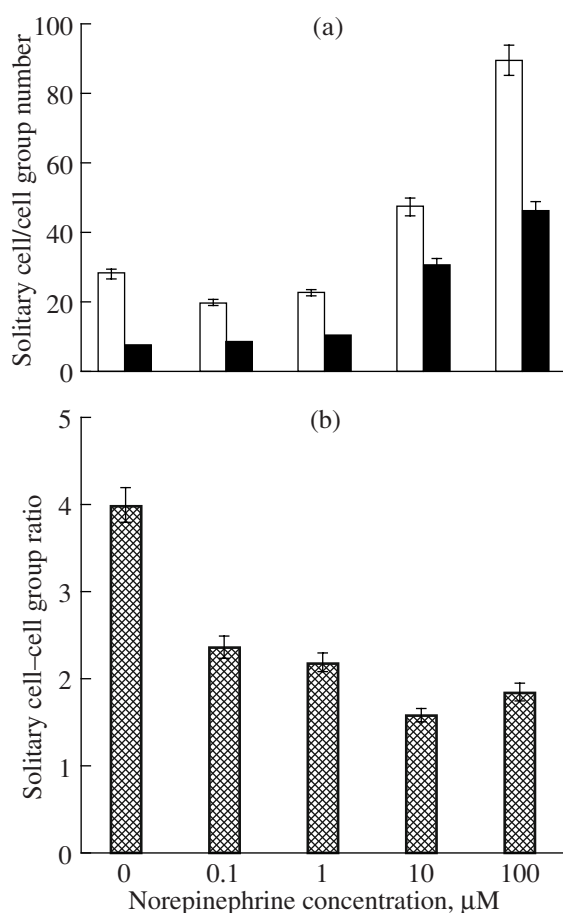 (a)
Solitary cell/cell group number
100
80
60
40
20
0
(b)
Solitary cell–cell group ratio
5
4
3
2
1
0
0 0.1 1 10 100
Norepinephrine concentration, μM